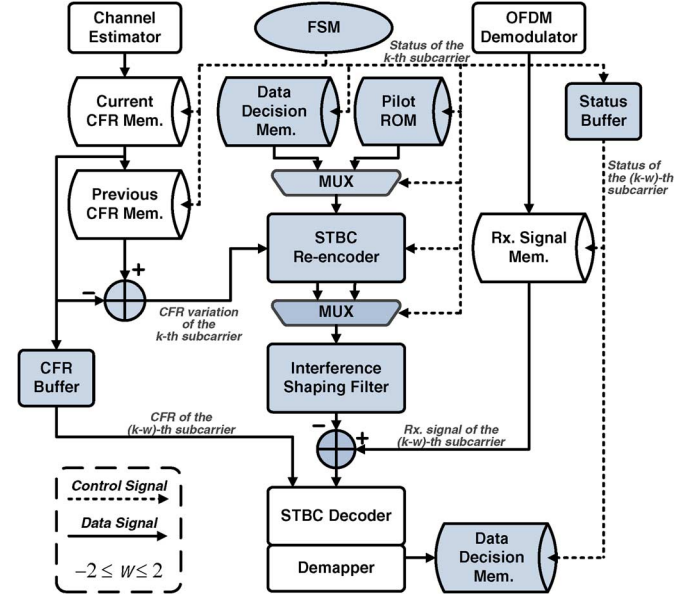 Channel
Estimator
FSM
OFDM
Demodulator
Status of the
k-th subcarrier
Current
CFR Mem.
Data
Decision
Mem.
Pilot
ROM
Status
Buffer
MUX
Status of
the (k-w)-th
subcarrier
Previous
CFR Mem.
STBC
Re-encoder
Rx. Signal
Mem.
+
−
CFR variation
of the
k-th subcarrier
MUX
CFR
Buffer
Interference
Shaping Filter
CFR of the
(k-w)-th subcarrier
−
+
Rx. signal of the
(k-w)-th subcarrier
Control Signal
Data Signal
−2 ≤ w ≤ 2
STBC Decoder
Demapper
Data
Decision
Mem.